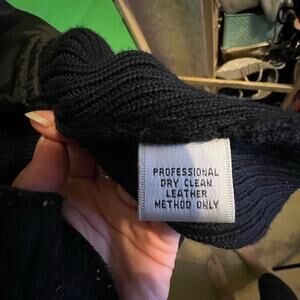 PROFESSIONAL
DRY CLEAN
LEATHER
METHOD ONLY